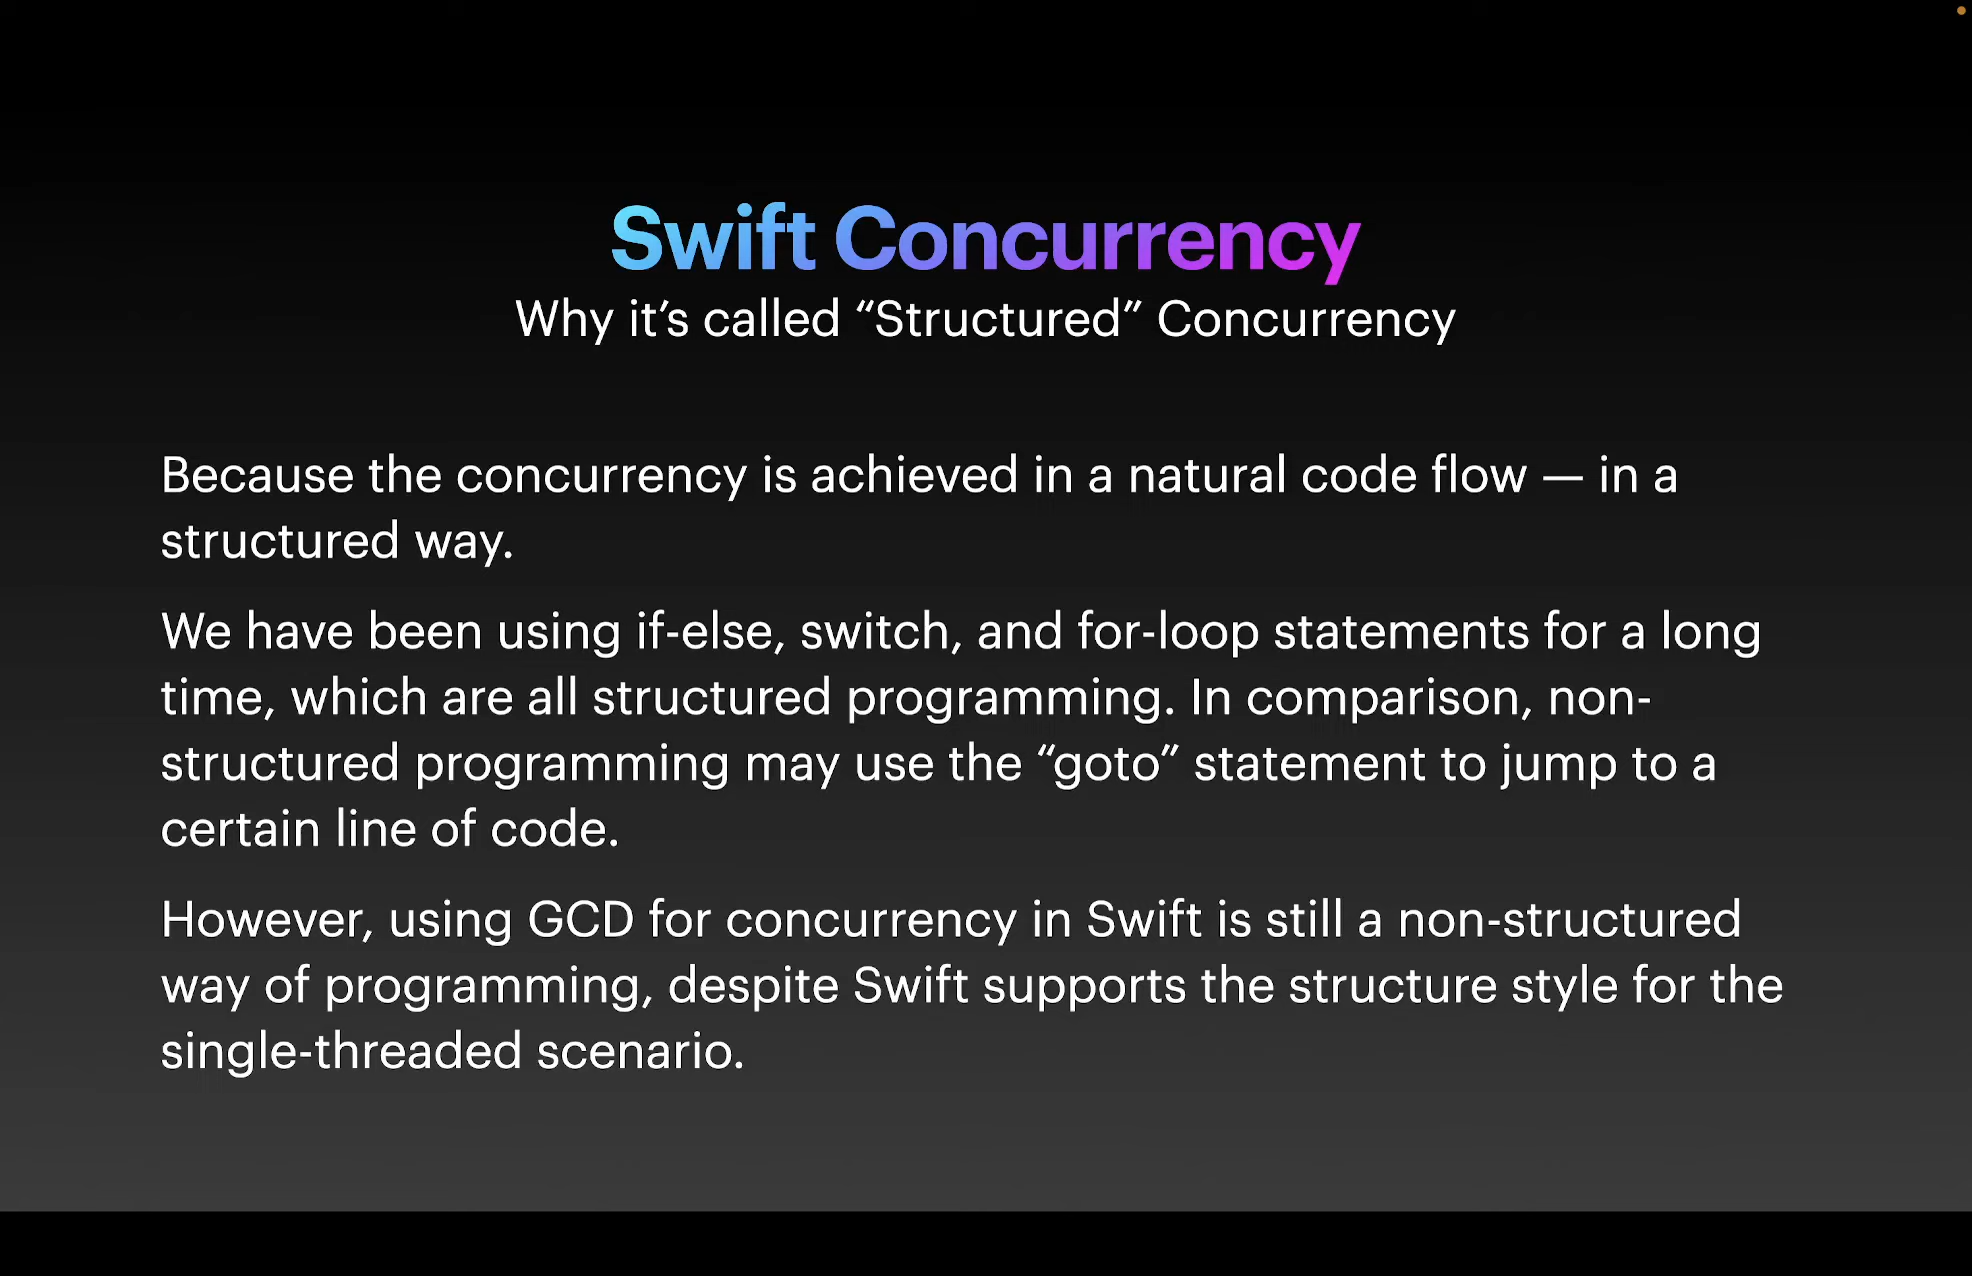 Swift Concurrency
Why it’s called “Structured” Concurrency
Because the concurrency is achieved in a natural code flow — in a
structured way.
We have been using if-else, switch, and for-loop statements for a long
time, which are all structured programming. In comparison, non-
structured programming may use the “goto” statement to jump to a
certain line of code.
However, using GCD for concurrency in Swift is still a non-structured
way of programming, despite Swift supports the structure style for the
single-threaded scenario.